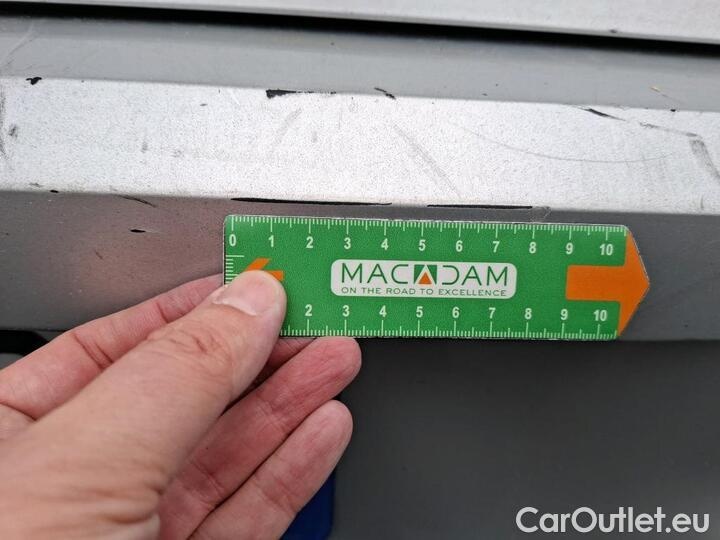 0 1 2 3 4 5 6 7 8 9 10
MACADAM
ON THE ROAD TO EXCELLENCE
2 3 4 5 6 7 8 9 10
CarOutlet.eu